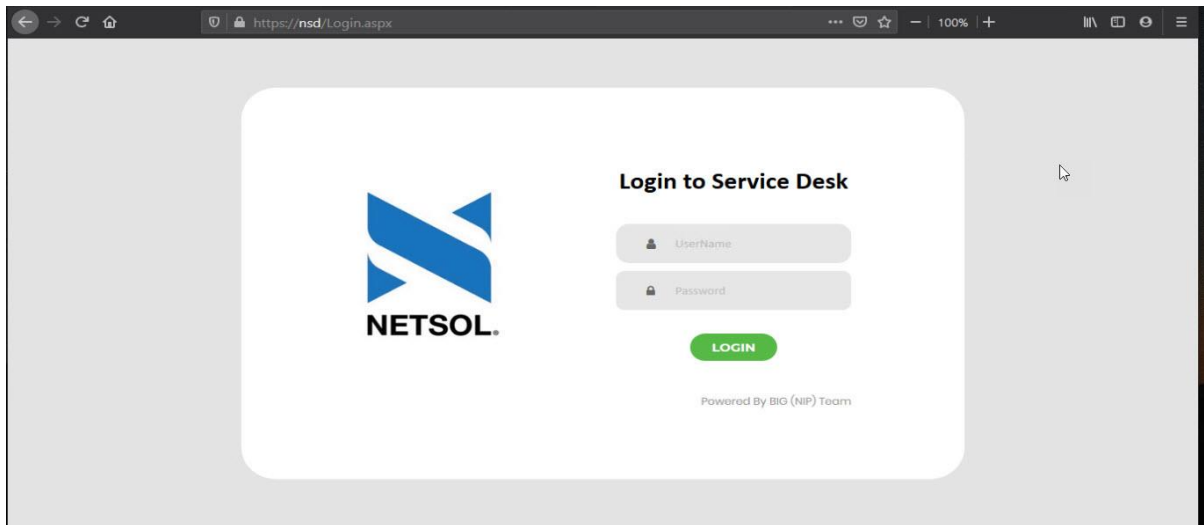 https://nsd/Login.aspx
100%
Login to Service Desk
UserName
Password
NETSOL.
LOGIN
Powered By BIG (NIP) Team